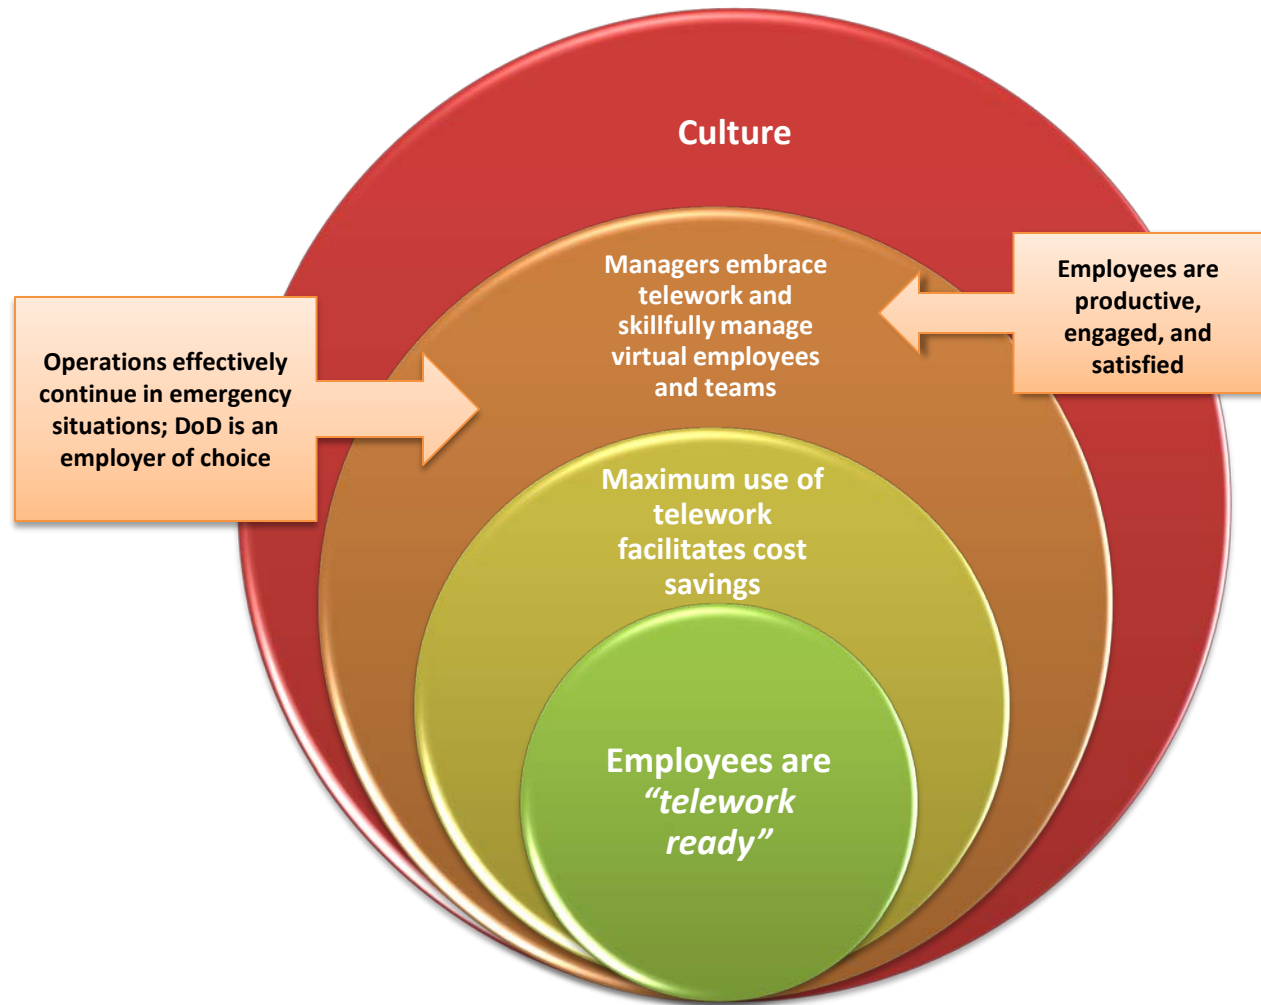 Culture
Managers embrace
telework and
skillfully manage
virtual employees
and teams
Employees are
productive,
engaged, and
satisfied
Operations effectively
continue in emergency
situations; DoD is an
employer of choice
Maximum use of
telework
facilitates cost
savings
Employees are
“telework
ready”